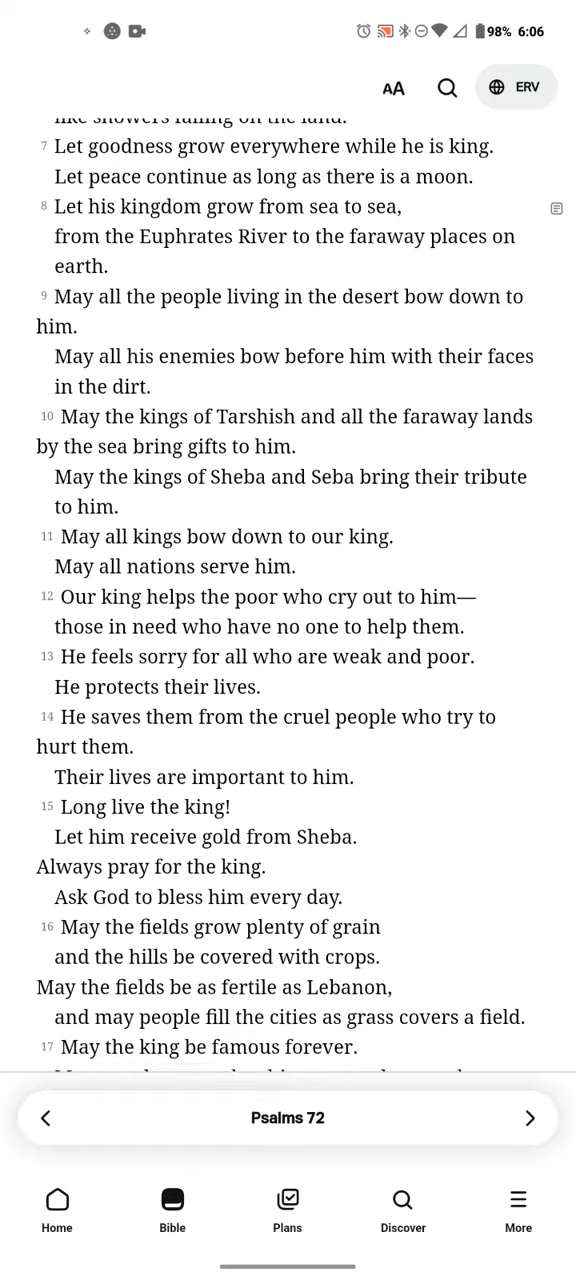 98% 6:06
AA ERV
like showers falling on the land.
7 Let goodness grow everywhere while he is king.
Let peace continue as long as there is a moon.
8 Let his kingdom grow from sea to sea,
from the Euphrates River to the faraway places on
earth.
9 May all the people living in the desert bow down to
him.
May all his enemies bow before him with their faces
in the dirt.
10 May the kings of Tarshish and all the faraway lands
by the sea bring gifts to him.
May the kings of Sheba and Seba bring their tribute
to him.
11 May all kings bow down to our king.
May all nations serve him.
12 Our king helps the poor who cry out to him—
those in need who have no one to help them.
13 He feels sorry for all who are weak and poor.
He protects their lives.
14 He saves them from the cruel people who try to
hurt them.
Their lives are important to him.
15 Long live the king!
Let him receive gold from Sheba.
Always pray for the king.
Ask God to bless him every day.
16 May the fields grow plenty of grain
and the hills be covered with crops.
May the fields be as fertile as Lebanon,
and may people fill the cities as grass covers a field.
17 May the king be famous forever.
Psalms 72
Home Bible Plans Discover More